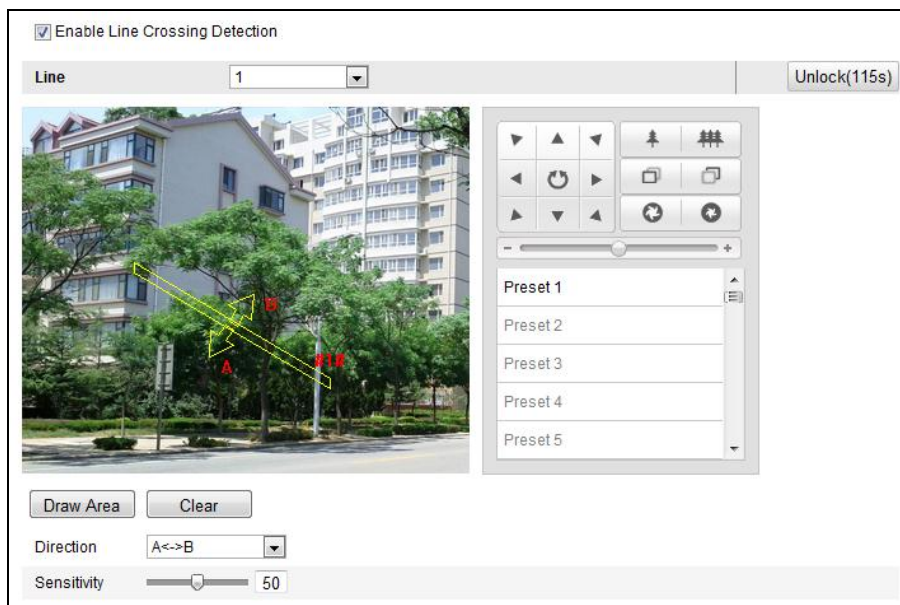 Enable Line Crossing Detection
Line 1 Unlock(115s)
B
A
#1#
- +
Preset 1
Preset 2
Preset 3
Preset 4
Preset 5
Draw Area Clear
Direction A<->B
Sensitivity 50